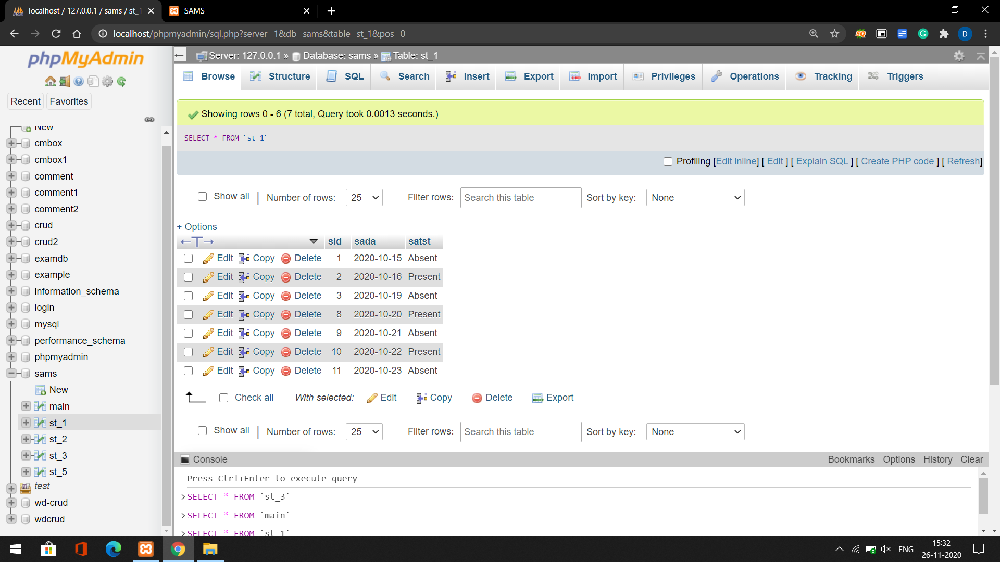 localhost / 127.0.0.1 / sams / st_1
SAMS
localhost/phpmyadmin/sql.php?server=1&db=sams&table=st_1&pos=0
D
phpMyAdmin
Recent
Favorites
New
cmbox
cmbox1
comment
comment1
comment2
crud
crud2
examdb
example
information_schema
login
mysql
performance_schema
phpmyadmin
sams
New
main
st_1
st_2
st_3
st_5
test
wd-crud
wdcrud
Server: 127.0.0.1 » Database: sams » Table: st_1
Browse Structure SQL Search Insert Export Import Privileges Operations Tracking Triggers
Showing rows 0 - 6 (7 total, Query took 0.0013 seconds.)
SELECT * FROM `st_1`
Profiling [Edit inline] [ Edit ] [ Explain SQL ] [ Create PHP code ] [ Refresh]
Show all | Number of rows: 25 Filter rows: Search this table Sort by key: None
+ Options
←T→ sid sada satst
Edit Copy Delete 1 2020-10-15 Absent
Edit Copy Delete 2 2020-10-16 Present
Edit Copy Delete 3 2020-10-19 Absent
Edit Copy Delete 8 2020-10-20 Present
Edit Copy Delete 9 2020-10-21 Absent
Edit Copy Delete 10 2020-10-22 Present
Edit Copy Delete 11 2020-10-23 Absent
Check all With selected: Edit Copy Delete Export
Show all | Number of rows: 25 Filter rows: Search this table Sort by key: None
Console Bookmarks Options History Clear
Press Ctrl+Enter to execute query
>SELECT * FROM `st_3`
>SELECT * FROM `main`
>SELECT * FROM `st_1`
ENG
15:32
26-11-2020